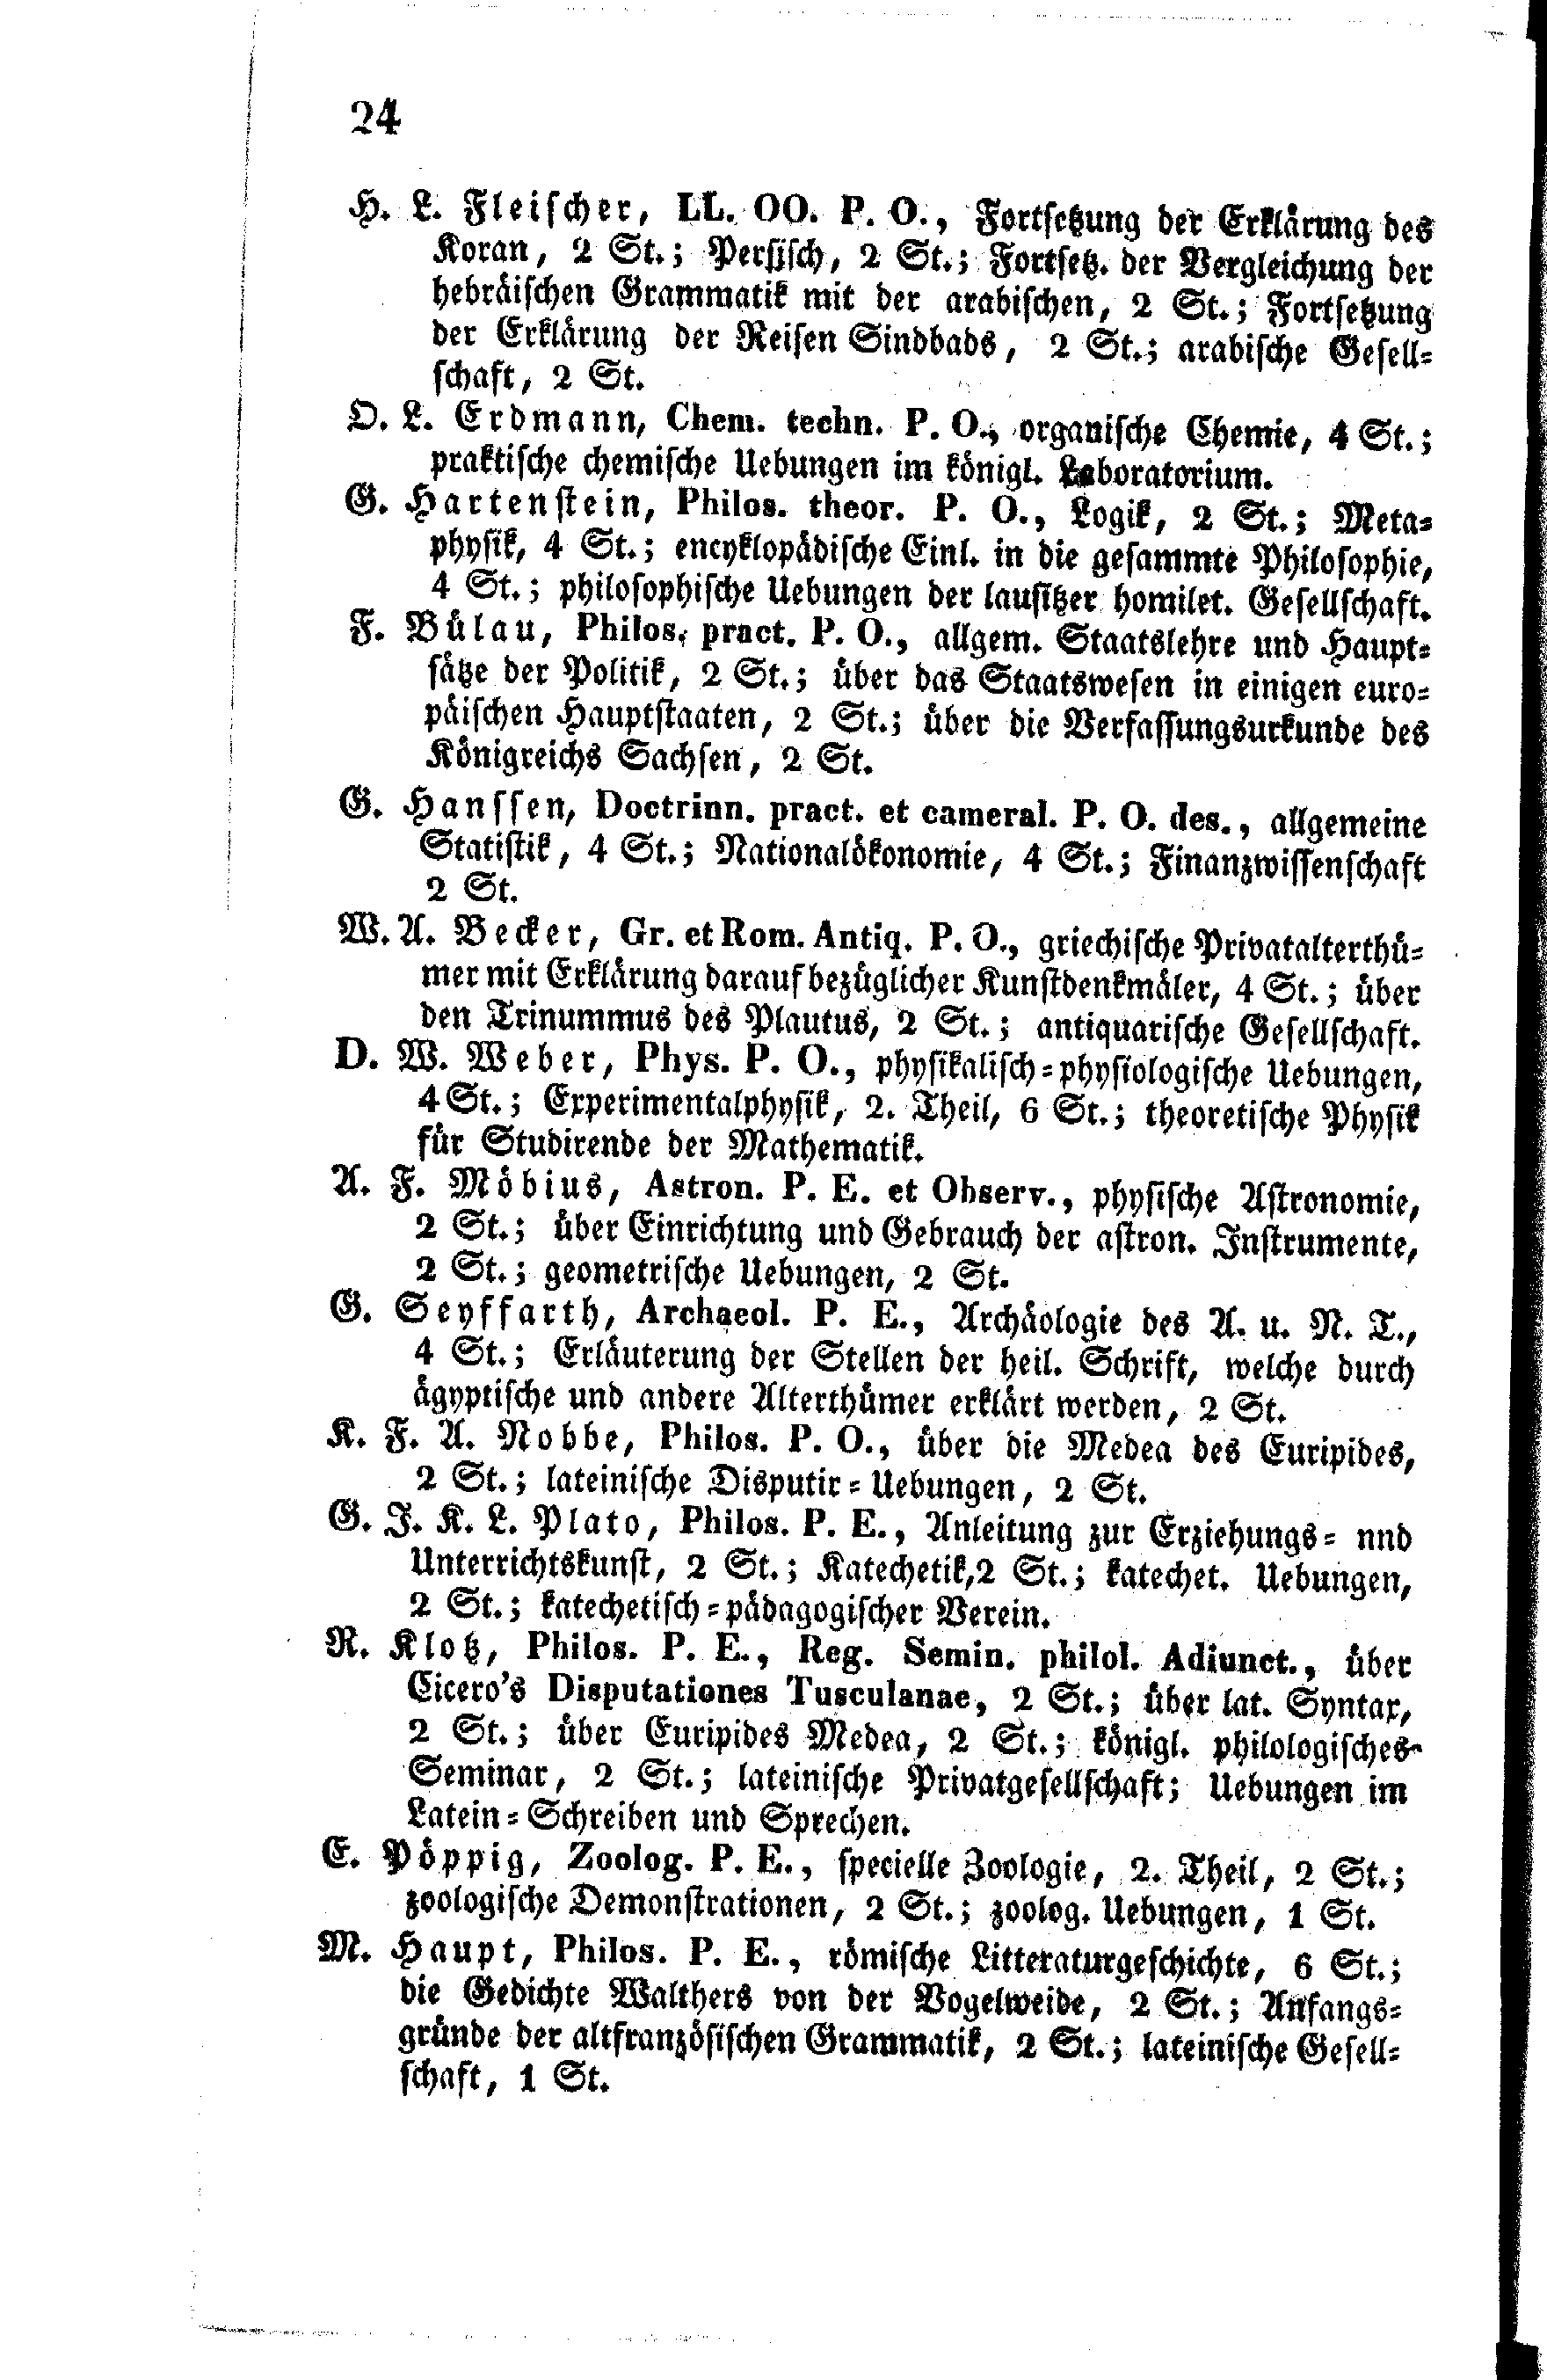 24
H. L. Fleischer, LL. OO. P. O., Fortsetzung der Erklärung des
Koran, 2 St.; Persisch, 2 St.; Fortsetz. der Vergleichung der
hebräischen Grammatik mit der arabischen, 2 St.; Fortsetzung
der Erklärung der Reisen Sindbads, 2 St.; arabische Gesell-
schaft, 2 St.
O. L. Erdmann, Chem. techn. P. O., organische Chemie, 4 St.;
praktische chemische Uebungen im königl. Laboratorium.
G. Hartenstein, Philos. theor. P. O., Logik, 2 St.; Meta-
physik, 4 St.; encyklopädische Einl. in die gesammte Philosophie,
4 St.; philosophische Uebungen der lausitzer homilet. Gesellschaft.
F. Bülau, Philos. pract. P. O., allgem. Staatslehre und Haupt-
sätze der Politik, 2 St.; über das Staatswesen in einigen euro-
päischen Hauptstaaten, 2 St.; über die Verfassungsurkunde des
Königreichs Sachsen, 2 St.
G. Hanssen, Doctrinn. pract. et cameral. P. O. des., allgemeine
Statistik, 4 St.; Nationalökonomie, 4 St.; Finanzwissenschaft
2 St.
W. A. Becker, Gr. et Rom. Antiq. P. O., griechische Privatalterthü-
mer mit Erklärung darauf bezüglicher Kunstdenkmäler, 4 St.; über
den Trinummus des Plautus, 2 St.; antiquarische Gesellschaft.
D. W. Weber, Phys. P. O., physikalisch-physiologische Uebungen,
4 St.; Experimentalphysik, 2. Theil, 6 St.; theoretische Physik
für Studirende der Mathematik.
A. F. Möbius, Astron. P. E. et Observ., physische Astronomie,
2 St.; über Einrichtung und Gebrauch der astron. Instrumente,
2 St.; geometrische Uebungen, 2 St.
G. Seyffarth, Archaeol. P. E., Archäologie des A. u. N. T.,
4 St.; Erläuterung der Stellen der heil. Schrift, welche durch
ägyptische und andere Alterthümer erklärt werden, 2 St.
K. F. A. Nobbe, Philos. P. O., über die Medea des Euripides,
2 St.; lateinische Disputir-Uebungen, 2 St.
G. J. K. L. Plato, Philos. P. E., Anleitung zur Erziehungs- nnd
Unterrichtskunst, 2 St.; Katechetik, 2 St.; katechet. Uebungen,
2 St.; katechetisch-pädagogischer Verein.
R. Klotz, Philos. P. E., Reg. Semin. philol. Adiunct., über
Cicero's Disputationes Tusculanae, 2 St.; über lat. Syntax,
2 St.; über Euripides Medea, 2 St.; königl. philologisches
Seminar, 2 St.; lateinische Privatgesellschaft; Uebungen im
Latein-Schreiben und Sprechen.
E. Pöppig, Zoolog. P. E., specielle Zoologie, 2. Theil, 2 St.;
zoologische Demonstrationen, 2 St.; zoolog. Uebungen, 1 St.
M. Haupt, Philos. P. E., römische Litteraturgeschichte, 6 St.;
die Gedichte Walthers von der Vogelweide, 2 St.; Anfangs-
gründe der altfranzösischen Grammatik, 2 St.; lateinische Gesell-
schaft, 1 St.